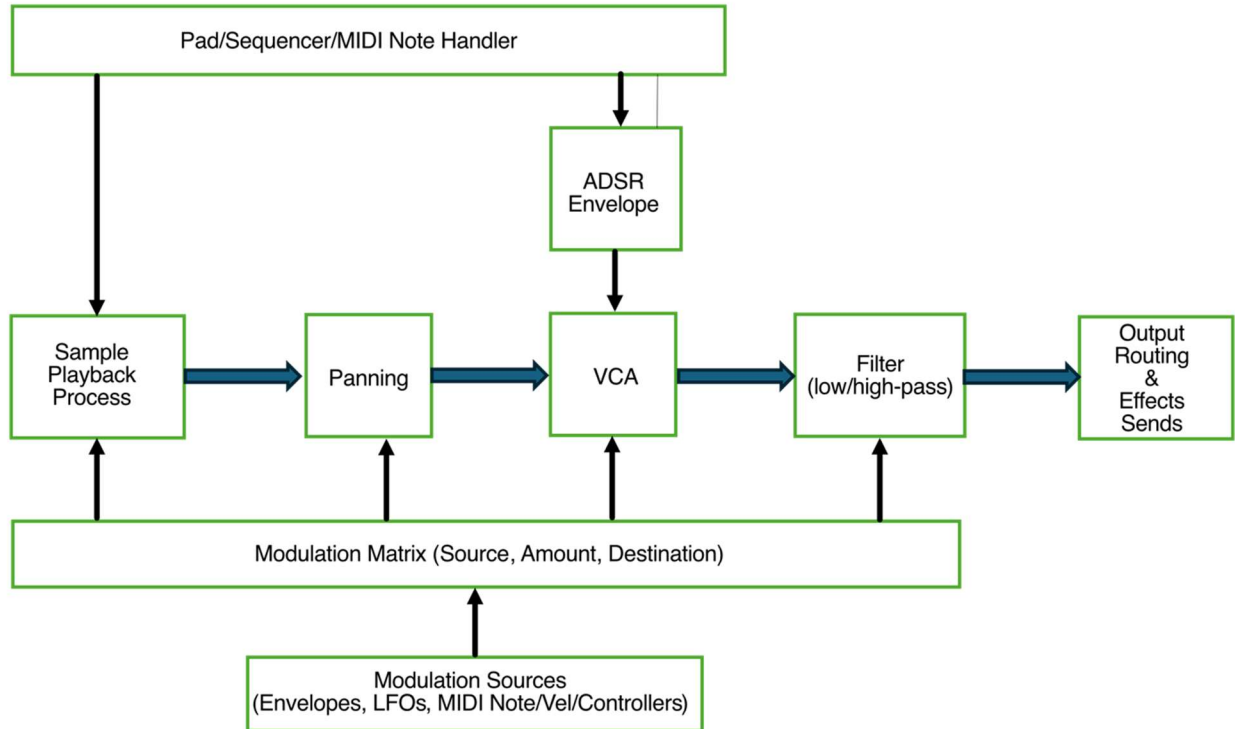 Pad/Sequencer/MIDI Note Handler
ADSR
Envelope
Sample
Playback
Process
Panning
VCA
Filter
(low/high-pass)
Output
Routing
&
Effects
Sends
Modulation Matrix (Source, Amount, Destination)
Modulation Sources
(Envelopes, LFOs, MIDI Note/Vel/Controllers)